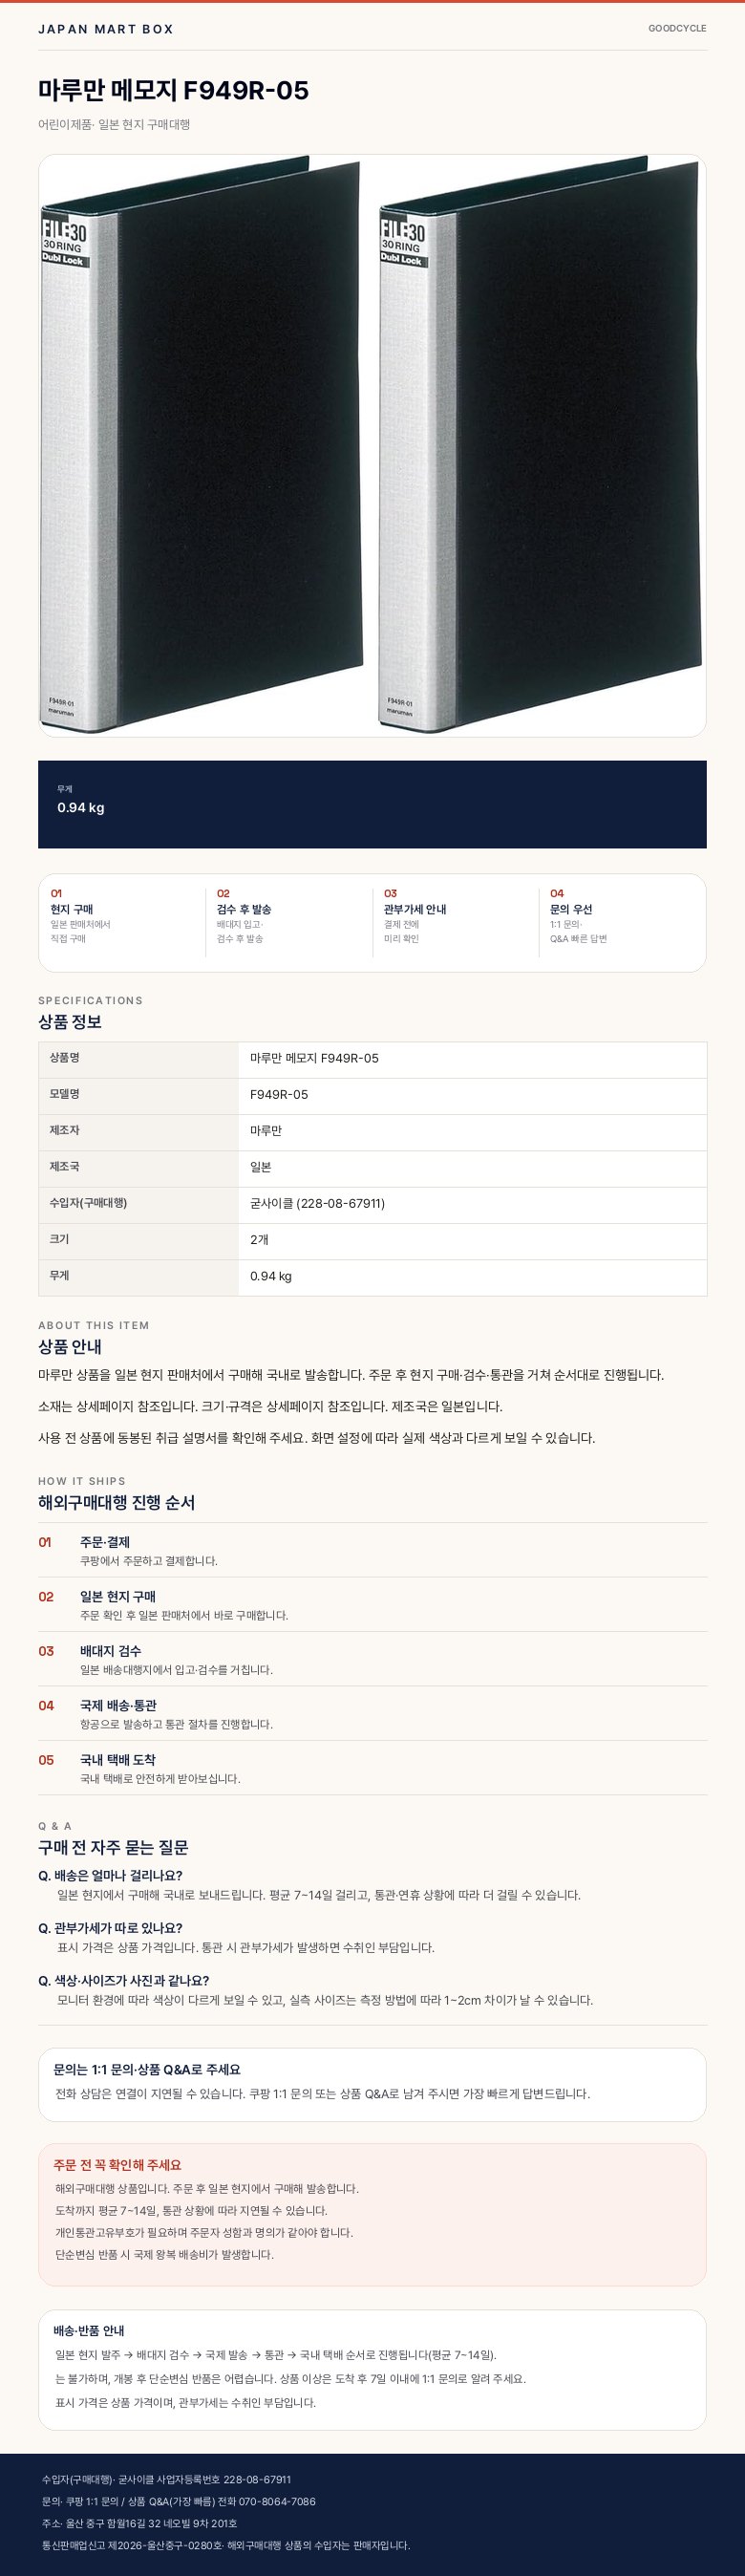 JAPAN MART BOX
GOODCYCLE
마루만 메모지 F949R-05
어린이제품· 일본 현지 구매대행
FILE30
30RING
Dubl Lock
F949R-01
maruman
FILE30
30RING
Dubl Lock
F949R-01
maruman
무게
0.94 kg
01
현지 구매
일본 판매처에서
직접 구매
02
검수 후 발송
배대지 입고·
검수 후 발송
03
관부가세 안내
결제 전에
미리 확인
04
문의 우선
1:1 문의·
Q&A 빠른 답변
SPECIFICATIONS
상품 정보
상품명 마루만 메모지 F949R-05
모델명 F949R-05
제조자 마루만
제조국 일본
수입자(구매대행) 굳사이클 (228-08-67911)
크기 2개
무게 0.94 kg
ABOUT THIS ITEM
상품 안내
마루만 상품을 일본 현지 판매처에서 구매해 국내로 발송합니다. 주문 후 현지 구매·검수·통관을 거쳐 순서대로 진행됩니다.
소재는 상세페이지 참조입니다. 크기·규격은 상세페이지 참조입니다. 제조국은 일본입니다.
사용 전 상품에 동봉된 취급 설명서를 확인해 주세요. 화면 설정에 따라 실제 색상과 다르게 보일 수 있습니다.
HOW IT SHIPS
해외구매대행 진행 순서
01 주문·결제
쿠팡에서 주문하고 결제합니다.
02 일본 현지 구매
주문 확인 후 일본 판매처에서 바로 구매합니다.
03 배대지 검수
일본 배송대행지에서 입고·검수를 거칩니다.
04 국제 배송·통관
항공으로 발송하고 통관 절차를 진행합니다.
05 국내 택배 도착
국내 택배로 안전하게 받아보십니다.
Q & A
구매 전 자주 묻는 질문
Q. 배송은 얼마나 걸리나요?
일본 현지에서 구매해 국내로 보내드립니다. 평균 7~14일 걸리고, 통관·연휴 상황에 따라 더 걸릴 수 있습니다.
Q. 관부가세가 따로 있나요?
표시 가격은 상품 가격입니다. 통관 시 관부가세가 발생하면 수취인 부담입니다.
Q. 색상·사이즈가 사진과 같나요?
모니터 환경에 따라 색상이 다르게 보일 수 있고, 실측 사이즈는 측정 방법에 따라 1~2cm 차이가 날 수 있습니다.
문의는 1:1 문의·상품 Q&A로 주세요
전화 상담은 연결이 지연될 수 있습니다. 쿠팡 1:1 문의 또는 상품 Q&A로 남겨 주시면 가장 빠르게 답변드립니다.
주문 전 꼭 확인해 주세요
해외구매대행 상품입니다. 주문 후 일본 현지에서 구매해 발송합니다.
도착까지 평균 7~14일, 통관 상황에 따라 지연될 수 있습니다.
개인통관고유부호가 필요하며 주문자 성함과 명의가 같아야 합니다.
단순변심 반품 시 국제 왕복 배송비가 발생합니다.
배송·반품 안내
일본 현지 발주 → 배대지 검수 → 국제 발송 → 통관 → 국내 택배 순서로 진행됩니다(평균 7~14일).
는 불가하며, 개봉 후 단순변심 반품은 어렵습니다. 상품 이상은 도착 후 7일 이내에 1:1 문의로 알려 주세요.
표시 가격은 상품 가격이며, 관부가세는 수취인 부담입니다.
수입자(구매대행)· 굳사이클 사업자등록번호 228-08-67911
문의· 쿠팡 1:1 문의 / 상품 Q&A(가장 빠름) 전화 070-8064-7086
주소· 울산 중구 함월16길 32 네오빌 9차 201호
통신판매업신고 제2026-울산중구-0280호· 해외구매대행 상품의 수입자는 판매자입니다.